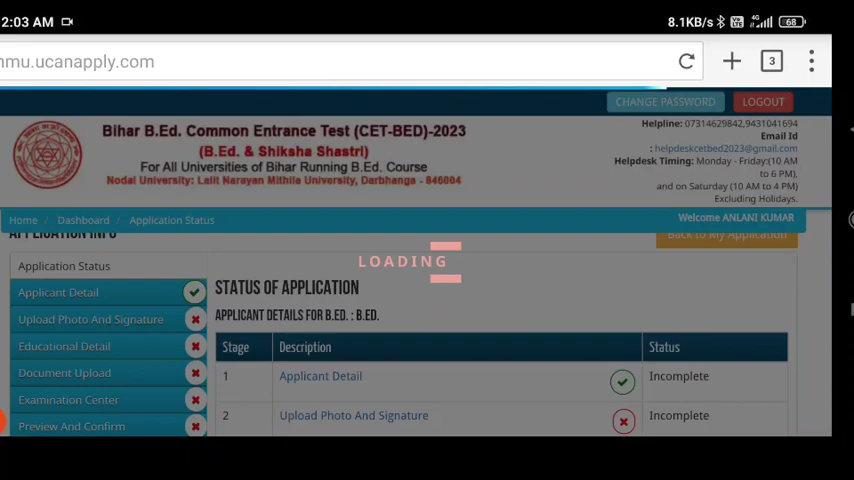 2:03 AM
8.1KB/s
4G
68
nmu.ucanapply.com
3
CHANGE PASSWORD
LOGOUT
Bihar B.Ed. Common Entrance Test (CET-BED)-2023
(B.Ed. & Shiksha Shastri)
For All Universities of Bihar Running B.Ed. Course
Nodal University: Lalit Narayan Mithila University, Darbhanga - 846004
Helpline: 07314629842,9431041694
Email Id
: helpdeskcetbed2023@gmail.com
Helpdesk Timing: Monday - Friday:(10 AM
to 6 PM),
and on Saturday (10 AM to 4 PM)
Excluding Holidays.
Home / Dashboard / Application Status
Welcome ANLANI KUMAR
APPLICATION INFO
Back to My Application
LOADING
Application Status
Applicant Detail
Upload Photo And Signature
Educational Detail
Document Upload
Examination Center
Preview And Confirm
STATUS OF APPLICATION
APPLICANT DETAILS FOR B.ED. : B.ED.
Stage Description Status
1 Applicant Detail Incomplete
2 Upload Photo And Signature Incomplete